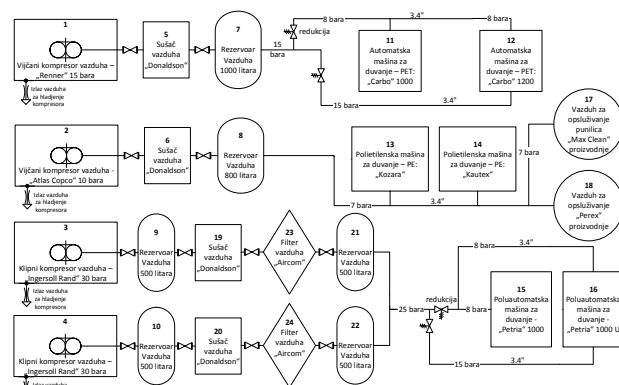 1
Vijčani kompresor vazduha –
„Renner" 15 bara
Izlaz vazduha
za hladjenje
kompresora
5
Sušač
vazduha
„Donaldson"
7
Rezervoar
Vazduha
1000 litara
15
bara
redukcija
8 bara
3.4"
8 bara
11
Automatska
mašina za
duvanje – PET:
„Carbo" 1000
12
Automatska
mašina za
duvanje – PET:
„Carbo" 1200
15 bara
3.4"
2
Vijčani kompresor vazduha -
„Atlas Copco" 10 bara
Izlaz vazduha
za hladjenje
kompresora
6
Sušač
vazduha
„Donaldson"
8
Rezervoar
Vazduha
800 litara
7 bara
13
Polietilenska mašina
za duvanje – PE:
„Kozara"
14
Polietilenska mašina
za duvanje – PE:
„Kautex"
3.4"
7 bara
17
Vazduh za
opsluživanje
punilica
„Max Clean"
proizvodnje
18
Vazduh za
opsluživanje
„Perex"
proizvodnje
3
Klipni kompresor vazduha –
„Ingersoll Rand" 30 bara
Izlaz vazduha
za hladjenje
kompresora
9
Rezervoar
Vazduha
500 litara
19
Sušač
vazduha
„Donaldson"
23
Filter
vazduha
„Aircom"
21
Rezervoar
Vazduha
500 litara
4
Klipni kompresor vazduha –
„Ingersoll Rand" 30 bara
Izlaz vazduha
10
Rezervoar
Vazduha
500 litara
20
Sušač
vazduha
„Donaldson"
24
Filter
vazduha
„Aircom"
22
Rezervoar
Vazduha
500 litara
25 bara
redukcija
8 bara
3.4"
8 bara
15
Poluautomatska
mašina za
duvanje -
„Petria" 1000
16
Poluautomatska
mašina za
duvanje -
„Petria" 1000 U
15 bara
3.4"